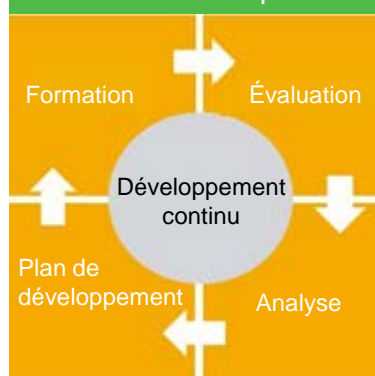 Formation
Évaluation
Développement
continu
Plan de
développement
Analyse